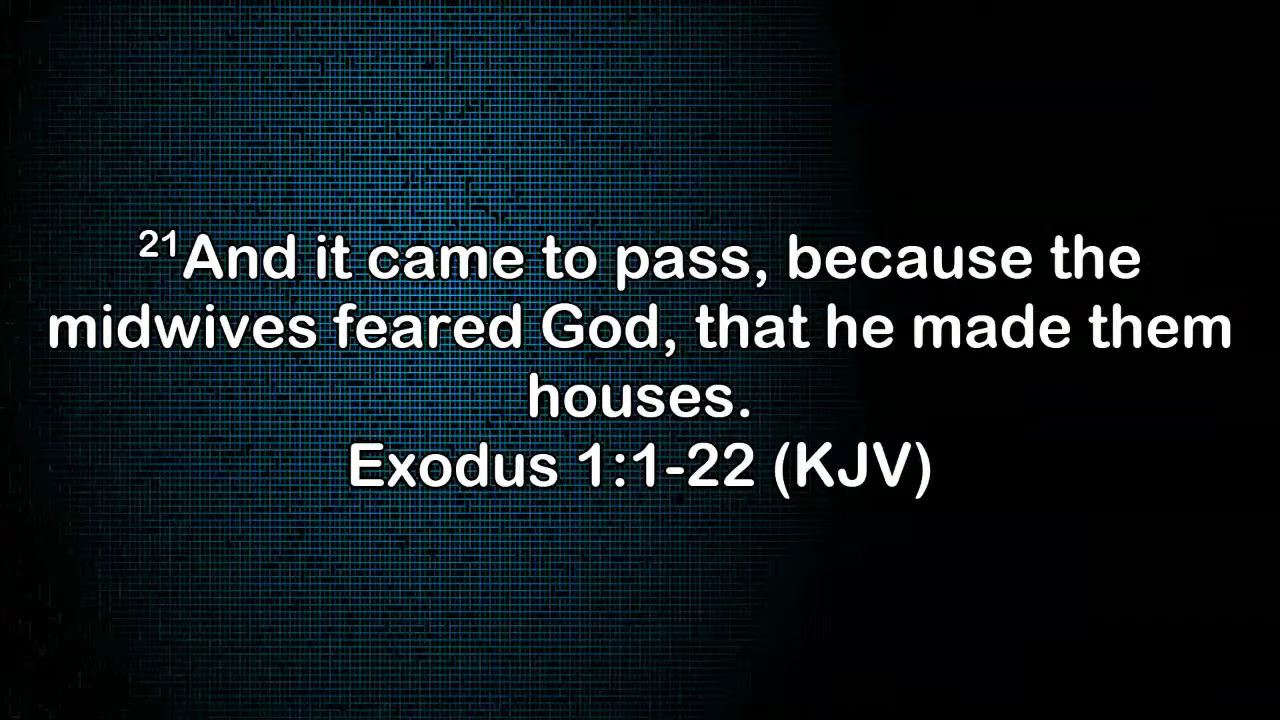 ²¹And it came to pass, because the
midwives feared God, that he made them
houses.
Exodus 1:1-22 (KJV)